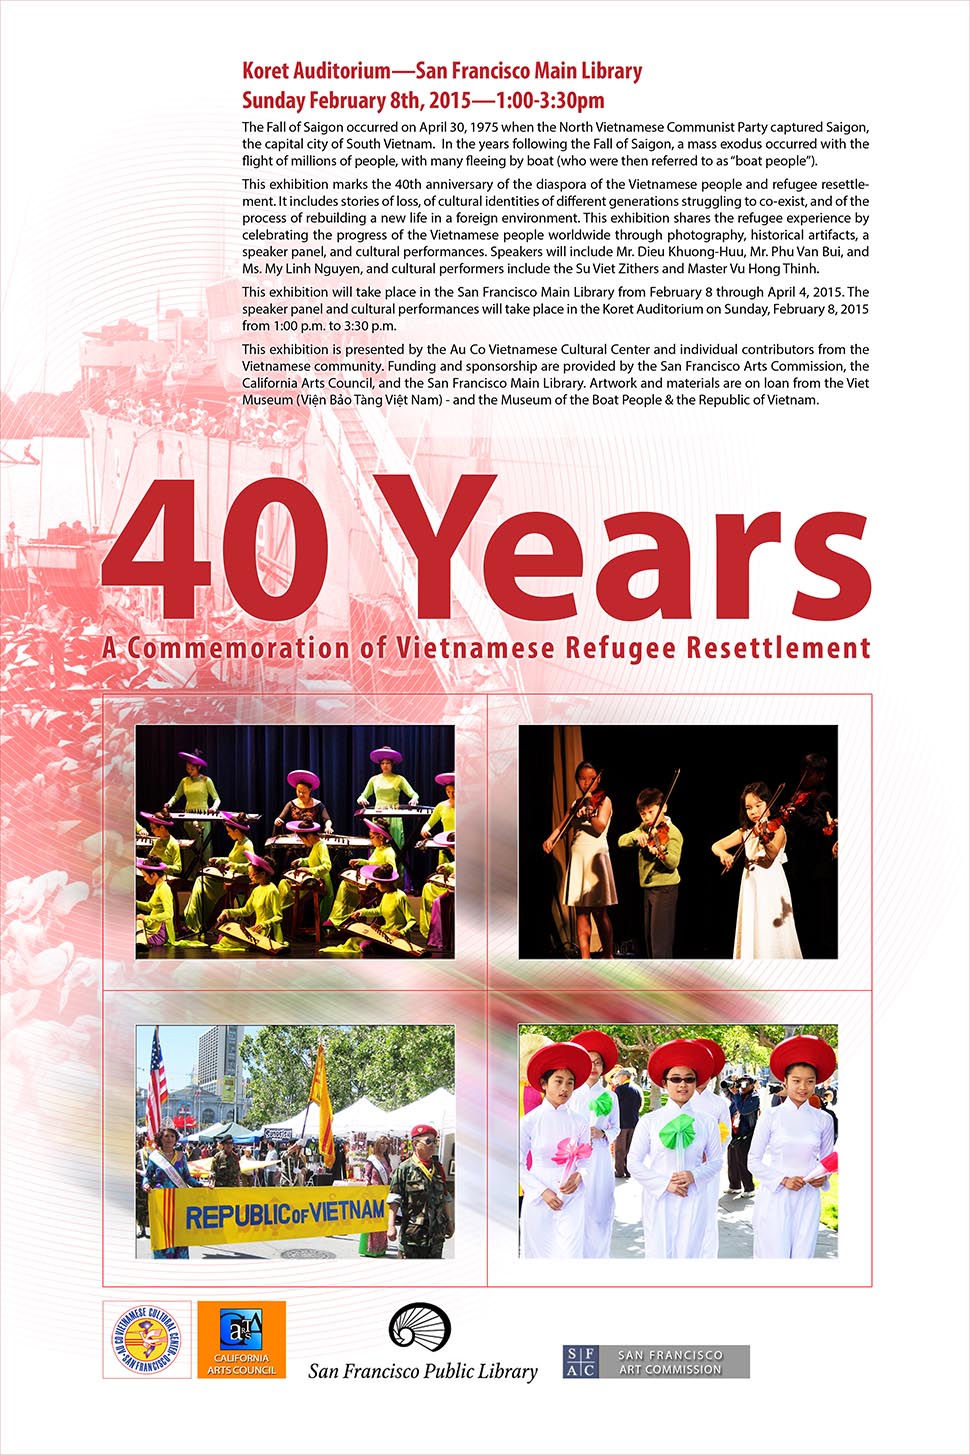 Koret Auditorium—San Francisco Main Library
Sunday February 8th, 2015—1:00-3:30pm
The Fall of Saigon occurred on April 30, 1975 when the North Vietnamese Communist Party captured Saigon,
the capital city of South Vietnam. In the years following the Fall of Saigon, a mass exodus occurred with the
flight of millions of people, with many fleeing by boat (who were then referred to as “boat people”).
This exhibition marks the 40th anniversary of the diaspora of the Vietnamese people and refugee resettle-
ment. It includes stories of loss, of cultural identities of different generations struggling to co-exist, and of the
process of rebuilding a new life in a foreign environment. This exhibition shares the refugee experience by
celebrating the progress of the Vietnamese people worldwide through photography, historical artifacts, a
speaker panel, and cultural performances. Speakers will include Mr. Dieu Khuong-Huu, Mr. Phu Van Bui, and
Ms. My Linh Nguyen, and cultural performers include the Su Viet Zithers and Master Vu Hong Thinh.
This exhibition will take place in the San Francisco Main Library from February 8 through April 4, 2015. The
speaker panel and cultural performances will take place in the Koret Auditorium on Sunday, February 8, 2015
from 1:00 p.m. to 3:30 p.m.
This exhibition is presented by the Au Co Vietnamese Cultural Center and individual contributors from the
Vietnamese community. Funding and sponsorship are provided by the San Francisco Arts Commission, the
California Arts Council, and the San Francisco Main Library. Artwork and materials are on loan from the Viet
Museum (Viện Bảo Tàng Việt Nam) - and the Museum of the Boat People & the Republic of Vietnam.
40 Years
A Commemoration of Vietnamese Refugee Resettlement
REPUBLIC OF VIETNAM
AU CO VIETNAMESE CULTURAL CENTER
SAN FRANCISCO
CALIFORNIA
ARTS COUNCIL
San Francisco Public Library
SF
AC
SAN FRANCISCO
ART COMMISSION